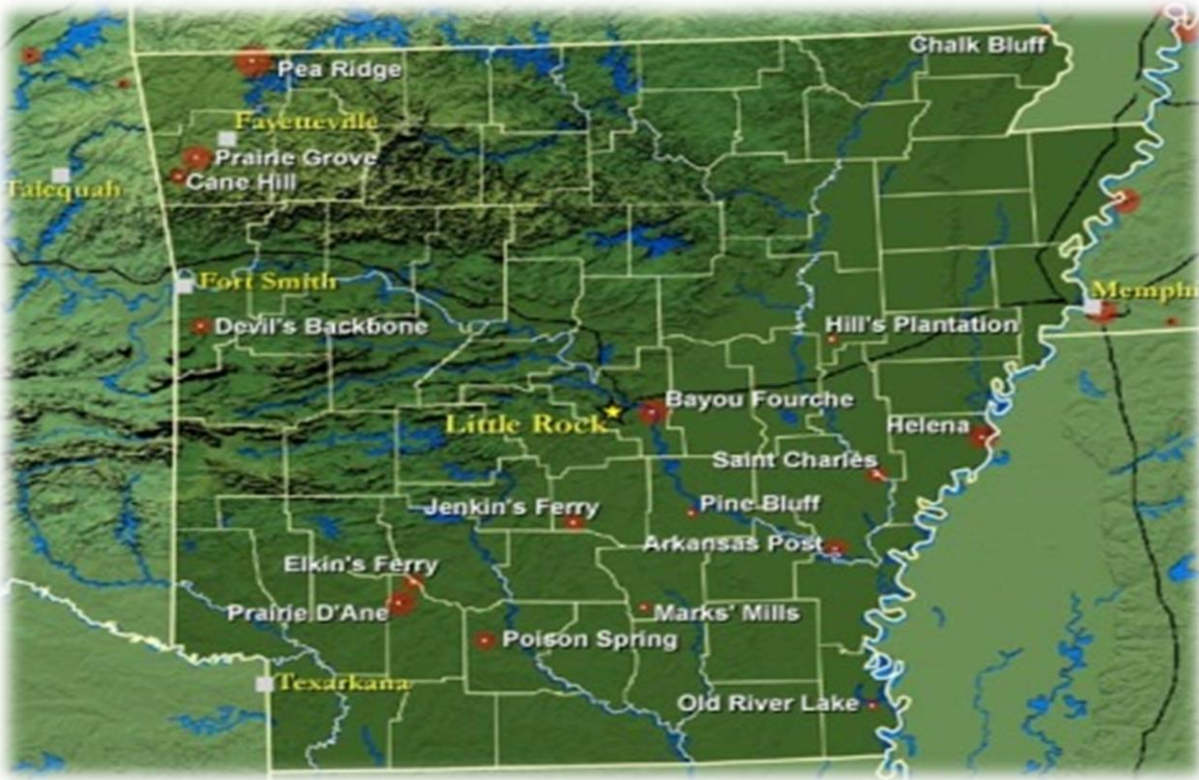 Chalk Bluff
Pea Ridge
Fayetteville
Prairie Grove
Cane Hill
Talequah
Fort Smith
Memph
Devil's Backbone
Hill's Plantation
Bayou Fourche
Little Rock
Helena
Saint Charles
Jenkin's Ferry
Pine Bluff
Arkansas Post
Elkin's Ferry
Prairie D'Ane
Marks' Mills
Poison Spring
Texarkana
Old River Lake